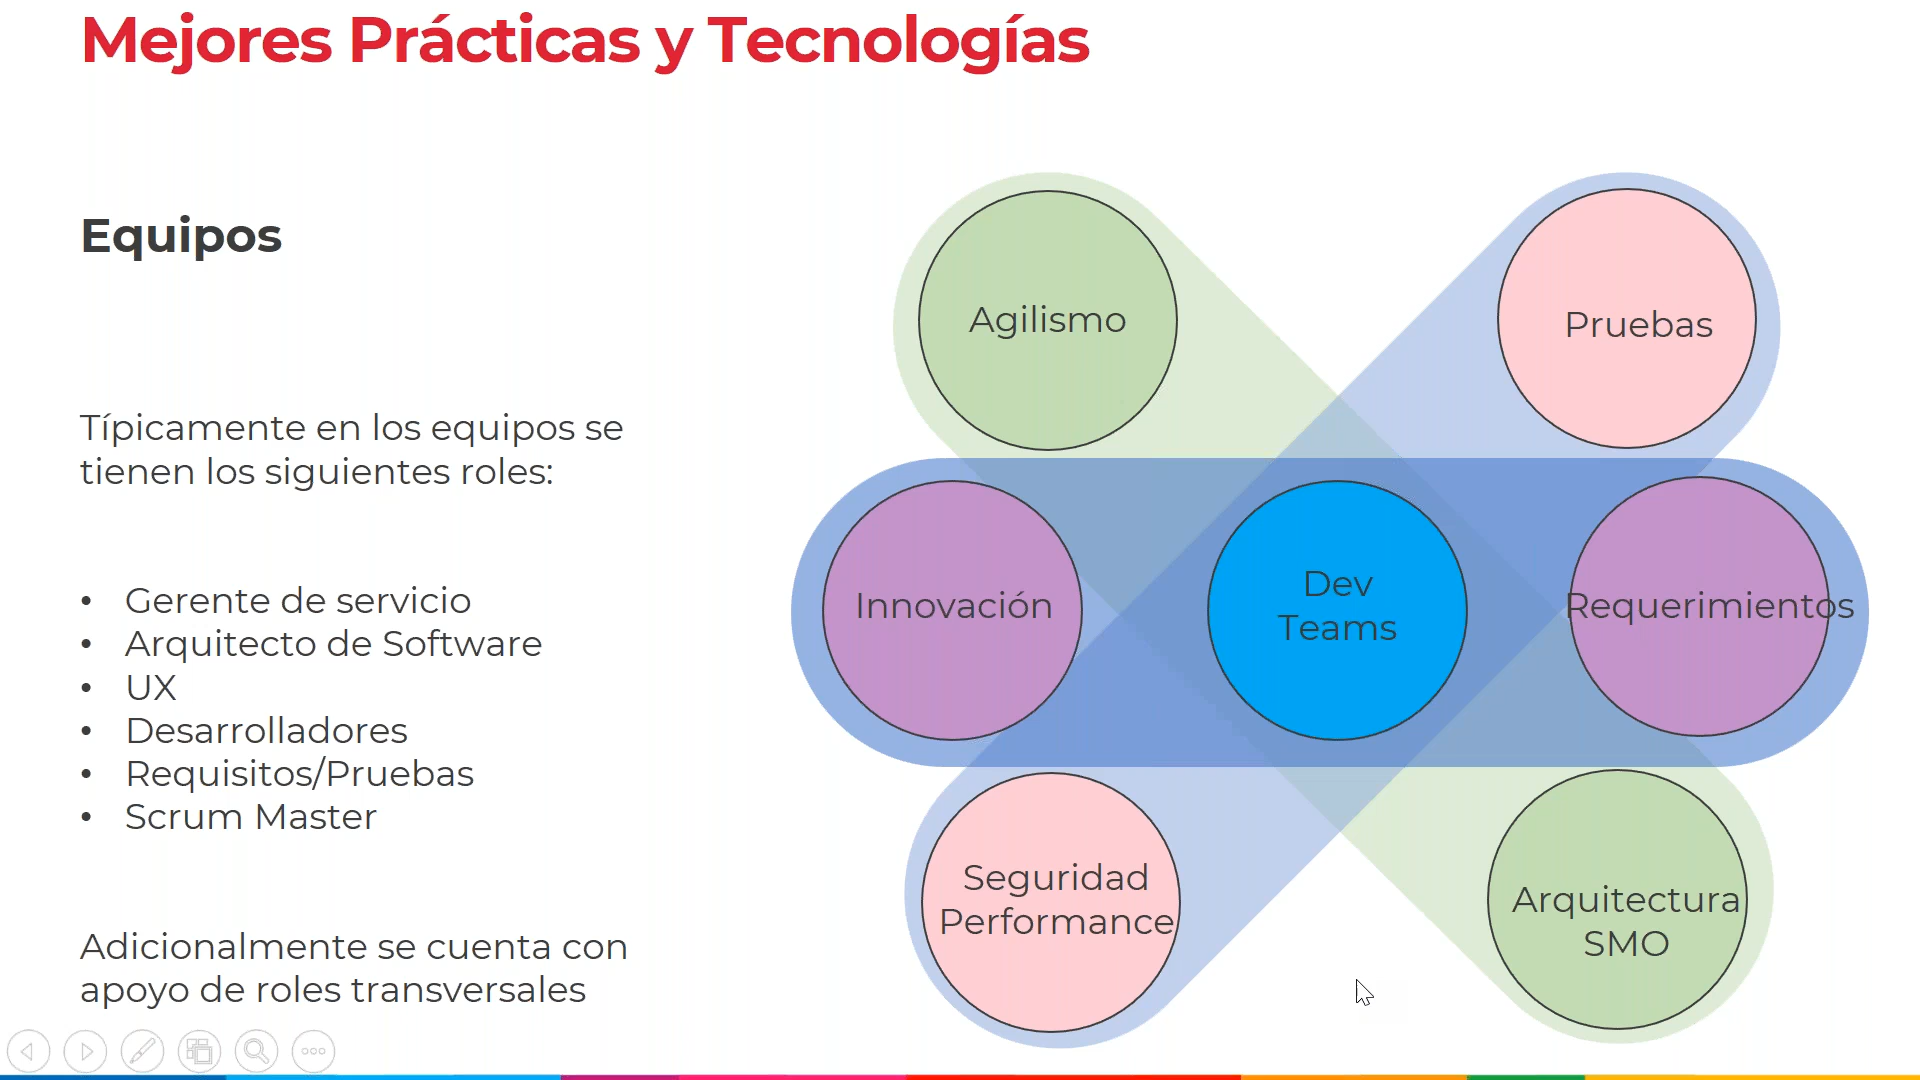 Mejores Prácticas y Tecnologías
Equipos
Típicamente en los equipos se
tienen los siguientes roles:
• Gerente de servicio
• Arquitecto de Software
• UX
• Desarrolladores
• Requisitos/Pruebas
• Scrum Master
Adicionalmente se cuenta con
apoyo de roles transversales
Agilismo
Pruebas
Innovación
Dev
Teams
Requerimientos
Seguridad
Performance
Arquitectura
SMO